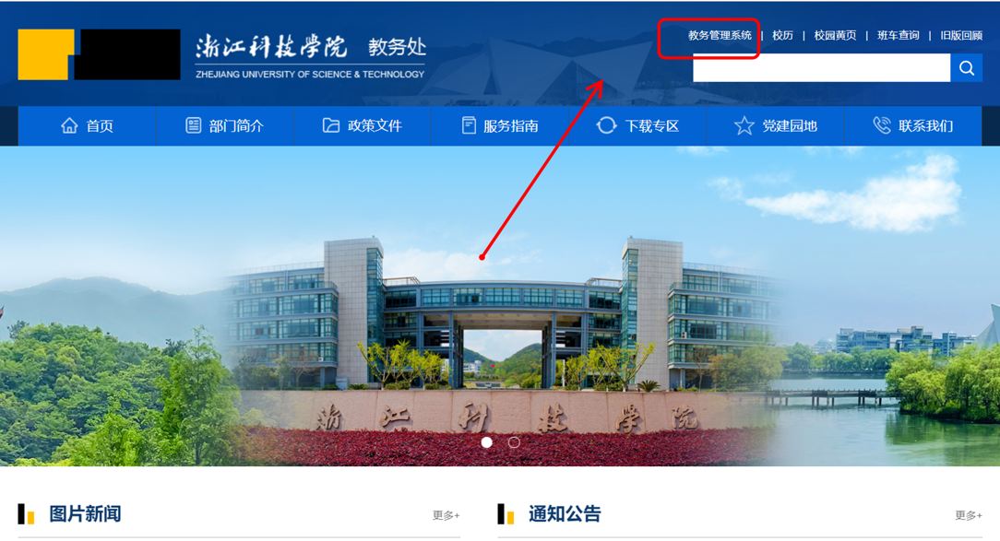 浙江科技學院 教务处
ZHEJIANG UNIVERSITY OF SCIENCE & TECHNOLOGY
教务管理系统 | 校历 | 校园黄页 | 班车查询 | 旧版回顾
首页 部门简介 政策文件 服务指南 下载专区 党建园地 联系我们
浙江科技學院
图片新闻 更多+ 通知公告 更多+